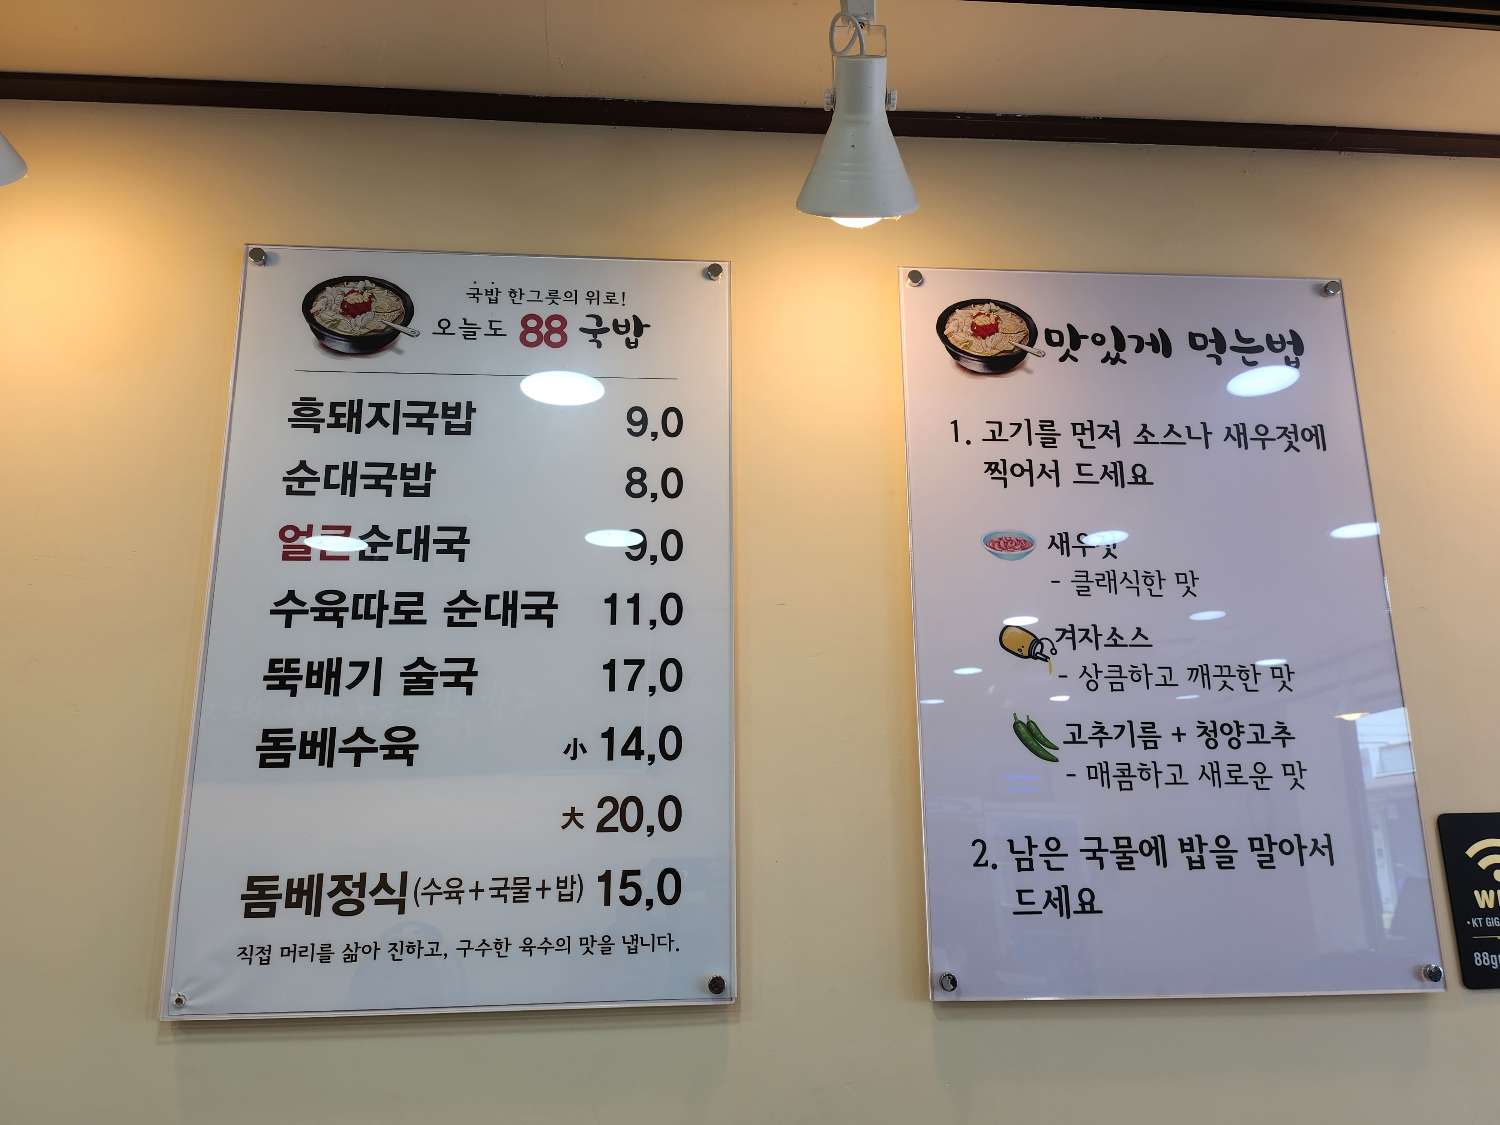 국밥 한그릇의 위로!
오늘도 88 국밥
흑돼지국밥 9,0
순대국밥 8,0
얼큰순대국 9,0
수육따로 순대국 11,0
뚝배기 술국 17,0
돔베수육 小 14,0
大 20,0
돔베정식(수육+국물+밥) 15,0
직접 머리를 삶아 진하고, 구수한 육수의 맛을 냅니다.
맛있게 먹는법
1. 고기를 먼저 소스나 새우젓에
찍어서 드세요
새우젓
- 클래식한 맛
겨자소스
- 상큼하고 깨끗한 맛
고추기름 + 청양고추
- 매콤하고 새로운 맛
2. 남은 국물에 밥을 말아서
드세요
• KT GIG